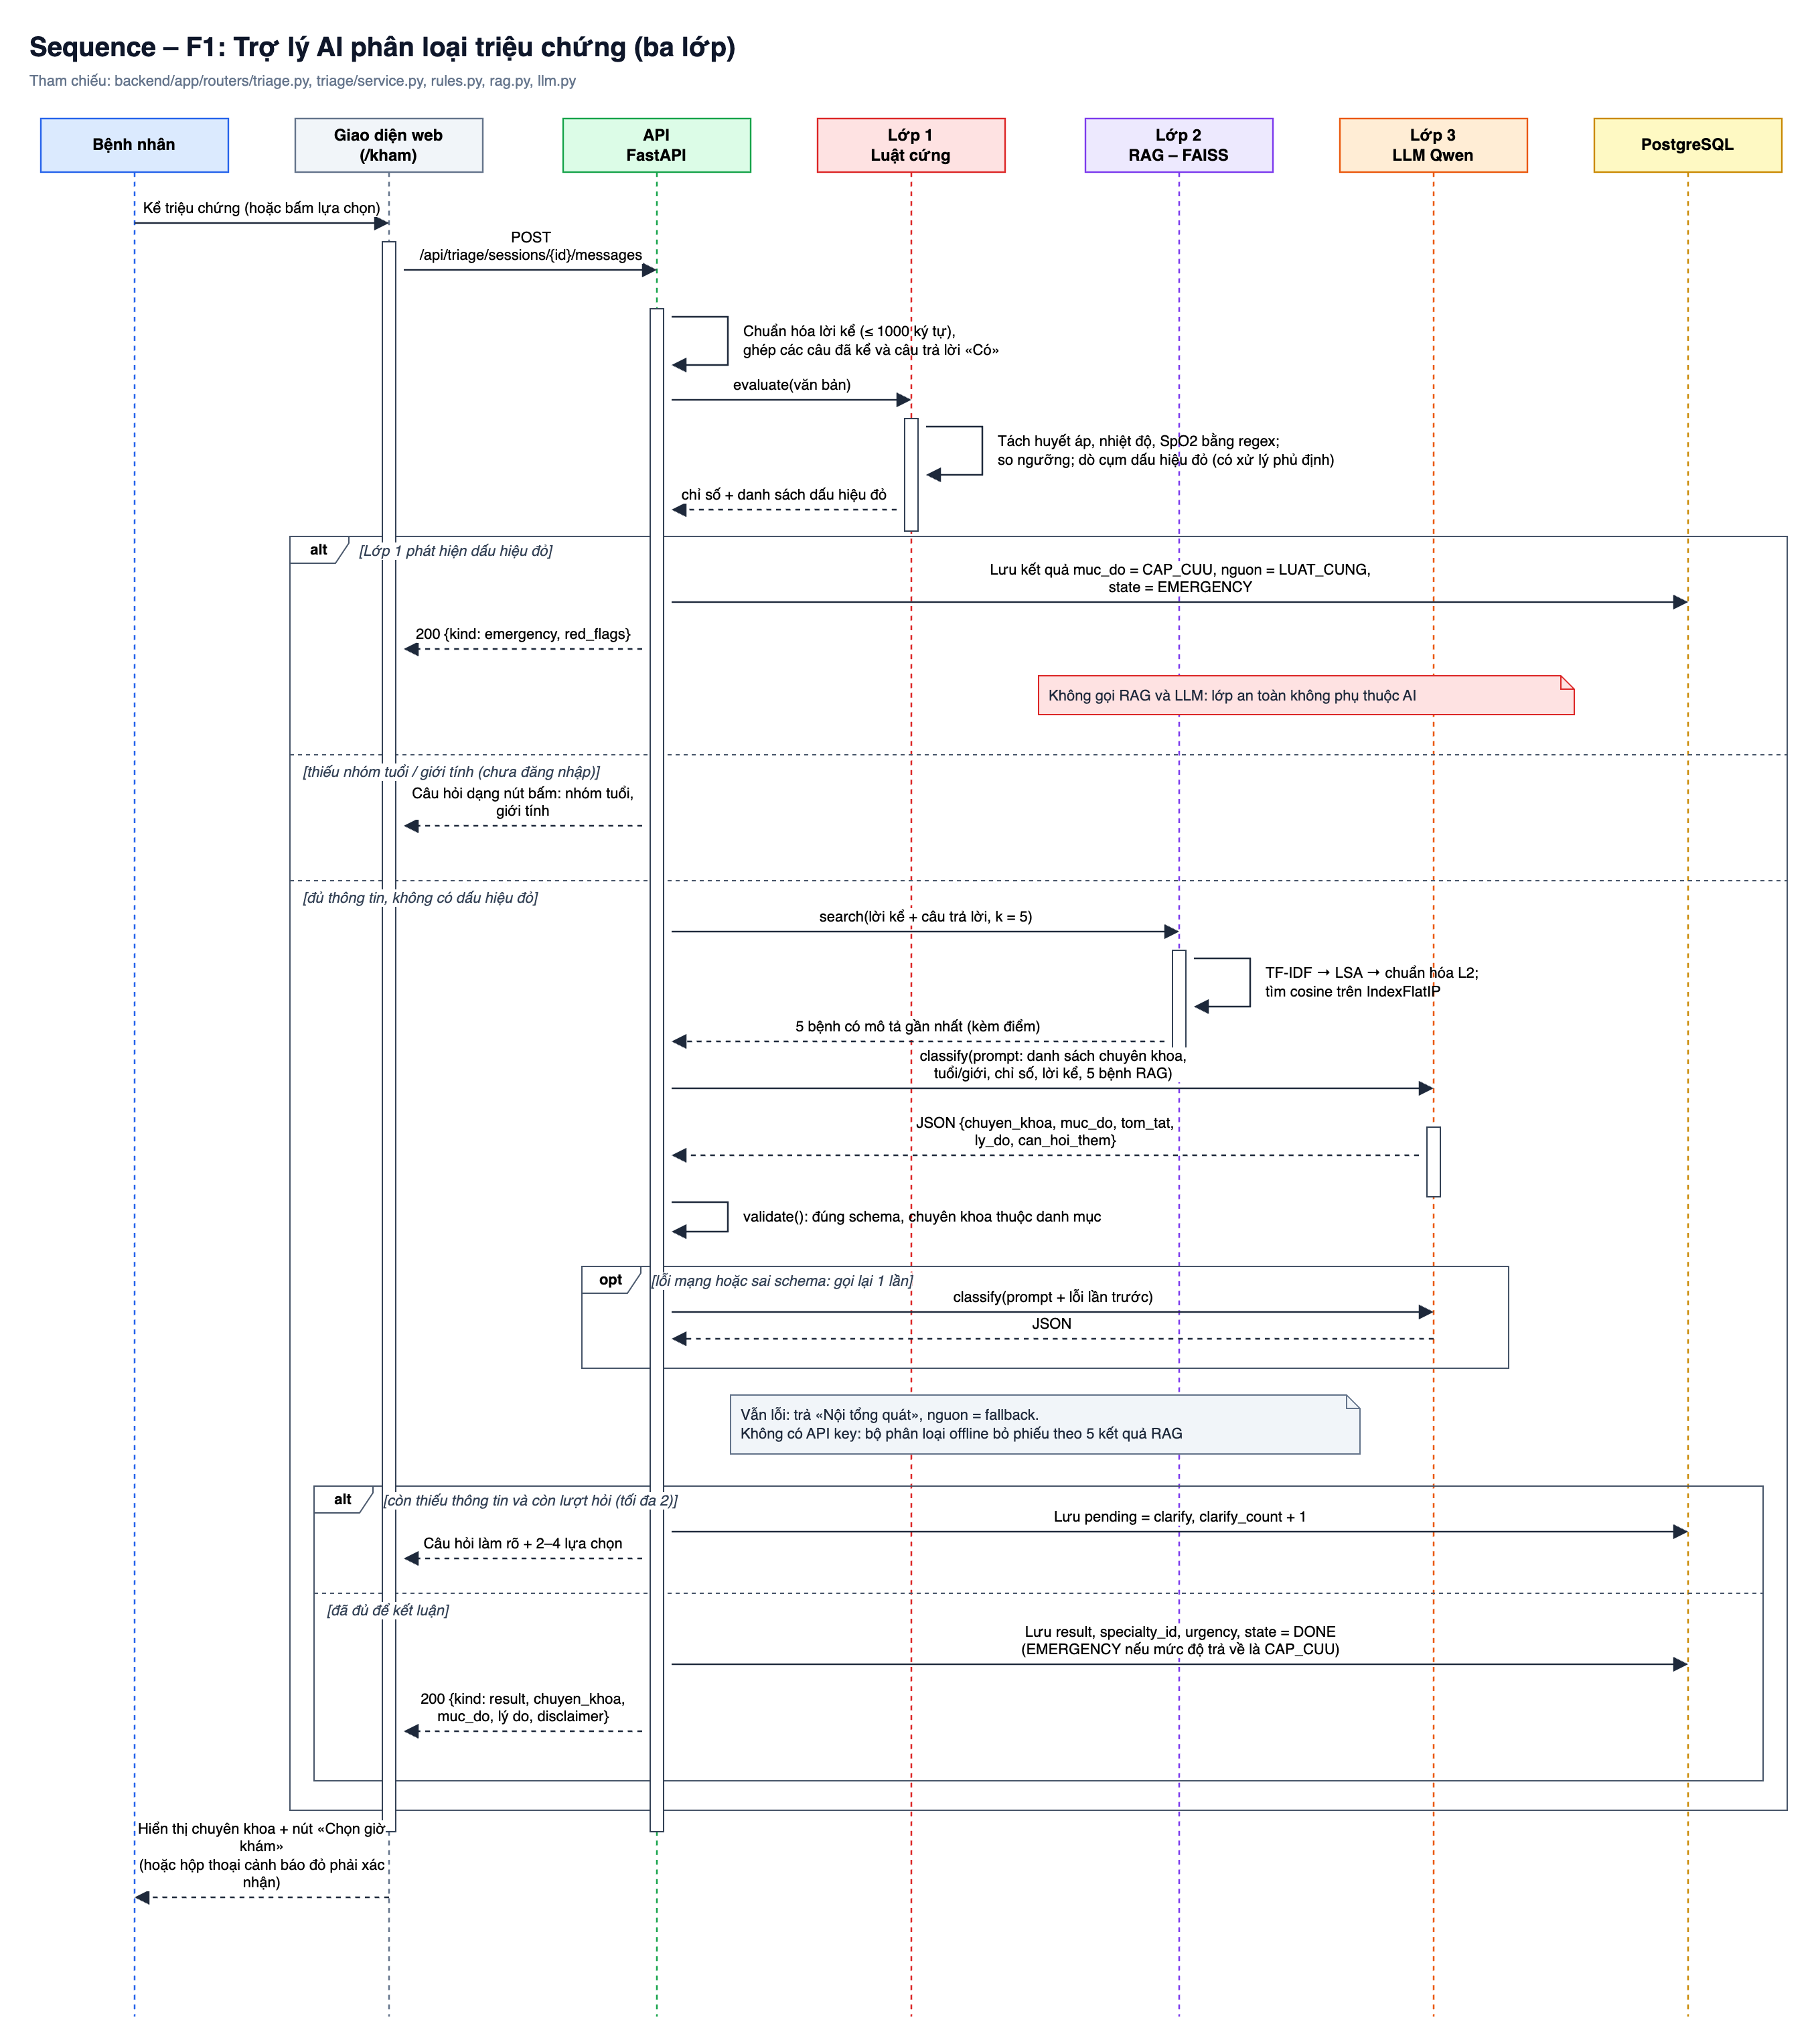 Sequence – F1: Trợ lý AI phân loại triệu chứng (ba lớp)
Tham chiếu: backend/app/routers/triage.py, triage/service.py, rules.py, rag.py, llm.py
Bệnh nhân
Giao diện web
(/kham)
API
FastAPI
Lớp 1
Luật cứng
Lớp 2
RAG – FAISS
Lớp 3
LLM Qwen
PostgreSQL
Kể triệu chứng (hoặc bấm lựa chọn)
POST
/api/triage/sessions/{id}/messages
Chuẩn hóa lời kể (≤ 1000 ký tự),
ghép các câu đã kể và câu trả lời «Có»
evaluate(văn bản)
Tách huyết áp, nhiệt độ, SpO2 bằng regex;
so ngưỡng; dò cụm dấu hiệu đỏ (có xử lý phủ định)
chỉ số + danh sách dấu hiệu đỏ
alt
[Lớp 1 phát hiện dấu hiệu đỏ]
Lưu kết quả muc_do = CAP_CUU, nguon = LUAT_CUNG,
state = EMERGENCY
200 {kind: emergency, red_flags}
Không gọi RAG và LLM: lớp an toàn không phụ thuộc AI
[thiếu nhóm tuổi / giới tính (chưa đăng nhập)]
Câu hỏi dạng nút bấm: nhóm tuổi,
giới tính
[đủ thông tin, không có dấu hiệu đỏ]
search(lời kể + câu trả lời, k = 5)
TF-IDF → LSA → chuẩn hóa L2;
tìm cosine trên IndexFlatIP
5 bệnh có mô tả gần nhất (kèm điểm)
classify(prompt: danh sách chuyên khoa,
tuổi/giới, chỉ số, lời kể, 5 bệnh RAG)
JSON {chuyen_khoa, muc_do, tom_tat,
ly_do, can_hoi_them}
validate(): đúng schema, chuyên khoa thuộc danh mục
opt
[lỗi mạng hoặc sai schema: gọi lại 1 lần]
classify(prompt + lỗi lần trước)
JSON
Vẫn lỗi: trả «Nội tổng quát», nguon = fallback.
Không có API key: bộ phân loại offline bỏ phiếu theo 5 kết quả RAG
alt
[còn thiếu thông tin và còn lượt hỏi (tối đa 2)]
Lưu pending = clarify, clarify_count + 1
Câu hỏi làm rõ + 2–4 lựa chọn
[đã đủ để kết luận]
Lưu result, specialty_id, urgency, state = DONE
(EMERGENCY nếu mức độ trả về là CAP_CUU)
200 {kind: result, chuyen_khoa,
muc_do, lý do, disclaimer}
Hiển thị chuyên khoa + nút «Chọn giờ
khám»
(hoặc hộp thoại cảnh báo đỏ phải xác
nhận)